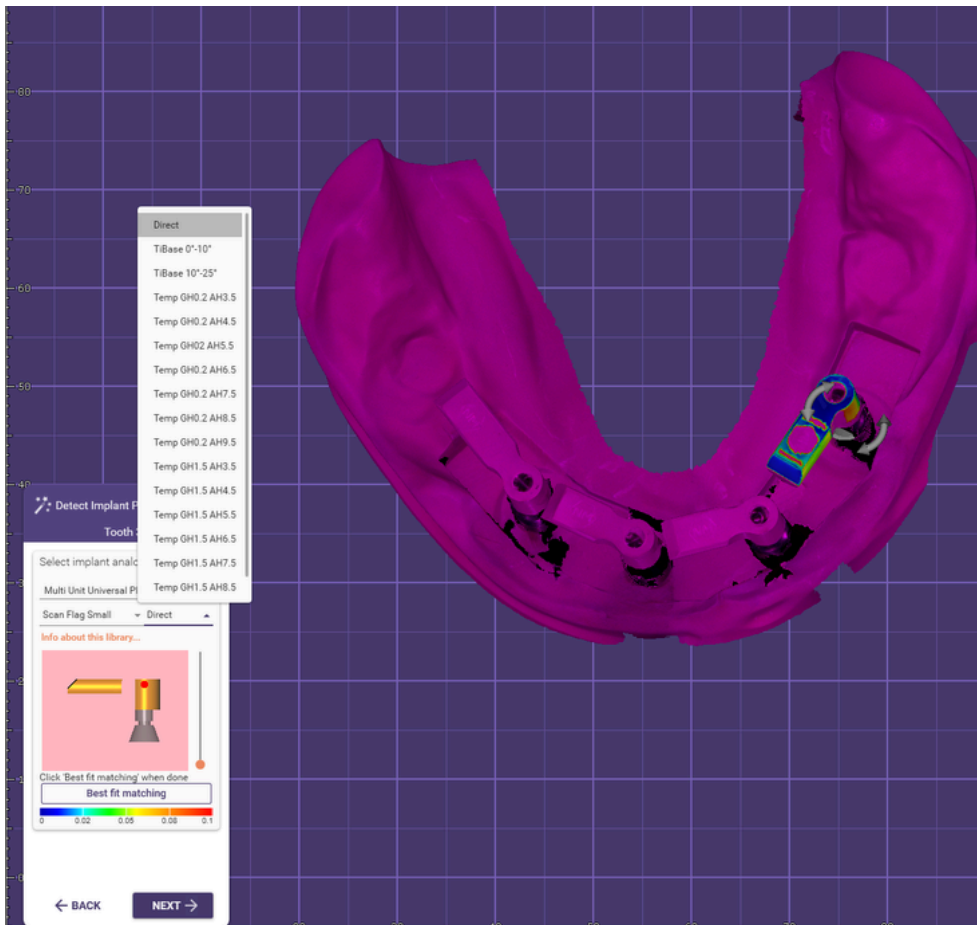 80
70
60
50
40
Direct
TiBase 0°-10°
TiBase 10°-25°
Temp GH0.2 AH3.5
Temp GH0.2 AH4.5
Temp GH02 AH5.5
Temp GH0.2 AH6.5
Temp GH0.2 AH7.5
Temp GH0.2 AH8.5
Temp GH0.2 AH9.5
Temp GH1.5 AH3.5
Temp GH1.5 AH4.5
Temp GH1.5 AH5.5
Temp GH1.5 AH6.5
Temp GH1.5 AH7.5
Temp GH1.5 AH8.5
Detect Implant P
Tooth
Select implant analo
Multi Unit Universal Pl
Scan Flag Small Direct
Info about this library...
Click 'Best fit matching' when done
Best fit matching
0 0.02 0.05 0.08 0.1
BACK NEXT